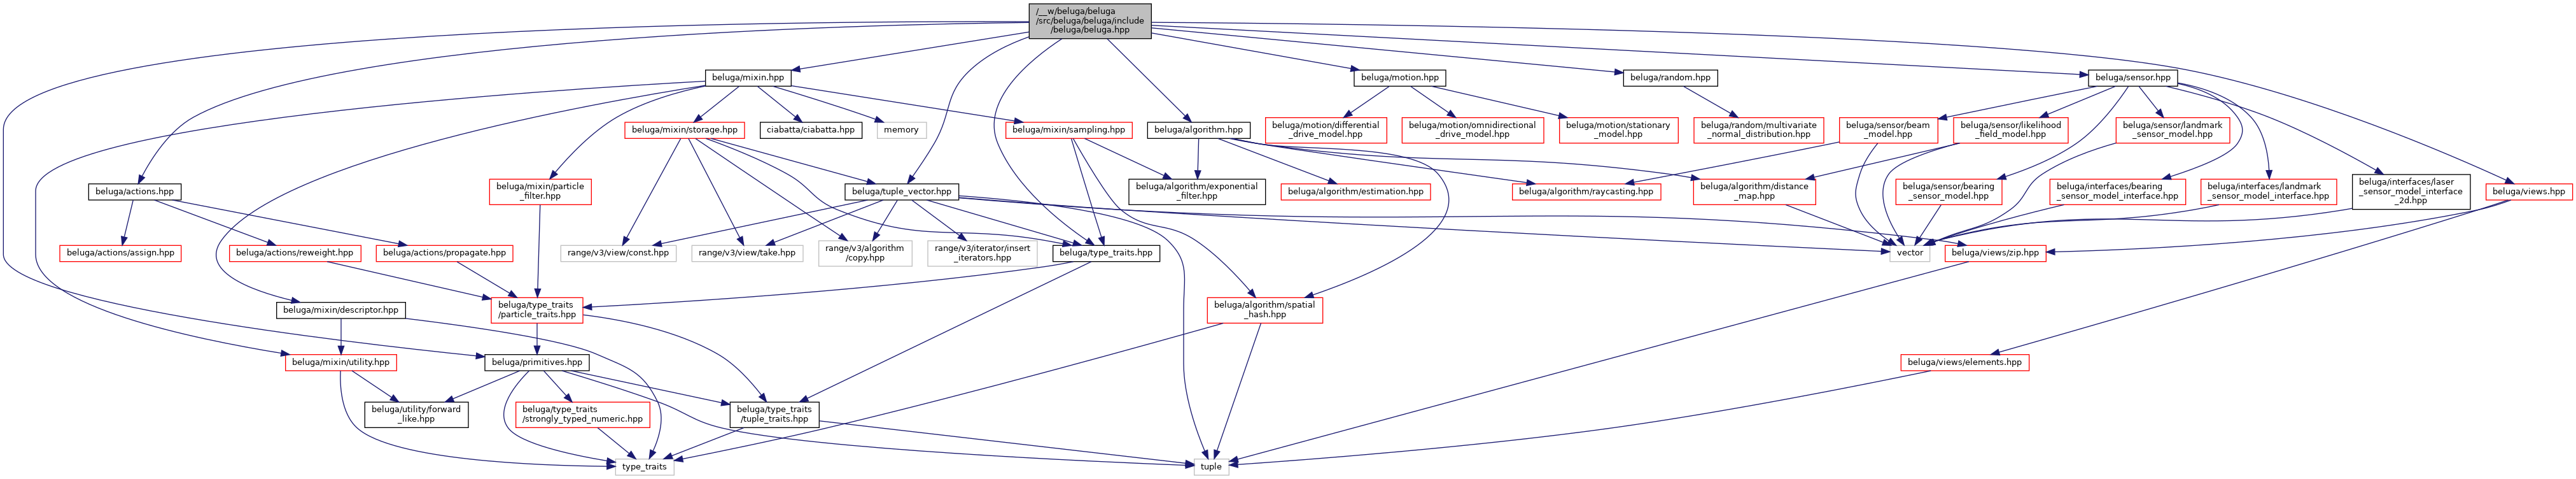 /__w/beluga/beluga
/src/beluga/beluga/include
/beluga/beluga.hpp
beluga/mixin.hpp
beluga/motion.hpp
beluga/random.hpp
beluga/sensor.hpp
beluga/mixin/storage.hpp
ciabatta/ciabatta.hpp
memory
beluga/mixin/sampling.hpp
beluga/algorithm.hpp
beluga/motion/differential
_drive_model.hpp
beluga/motion/omnidirectional
_drive_model.hpp
beluga/motion/stationary
_model.hpp
beluga/random/multivariate
_normal_distribution.hpp
beluga/sensor/beam
_model.hpp
beluga/sensor/likelihood
_field_model.hpp
beluga/sensor/landmark
_sensor_model.hpp
beluga/actions.hpp
beluga/mixin/particle
_filter.hpp
beluga/tuple_vector.hpp
beluga/algorithm/exponential
_filter.hpp
beluga/algorithm/estimation.hpp
beluga/algorithm/raycasting.hpp
beluga/algorithm/distance
_map.hpp
beluga/sensor/bearing
_sensor_model.hpp
beluga/interfaces/bearing
_sensor_model_interface.hpp
beluga/interfaces/landmark
_sensor_model_interface.hpp
beluga/interfaces/laser
_sensor_model_interface
_2d.hpp
beluga/views.hpp
beluga/actions/assign.hpp
beluga/actions/reweight.hpp
beluga/actions/propagate.hpp
range/v3/view/const.hpp
range/v3/view/take.hpp
range/v3/algorithm
/copy.hpp
range/v3/iterator/insert
_iterators.hpp
beluga/type_traits.hpp
vector
beluga/views/zip.hpp
beluga/mixin/descriptor.hpp
beluga/type_traits
/particle_traits.hpp
beluga/algorithm/spatial
_hash.hpp
beluga/mixin/utility.hpp
beluga/primitives.hpp
beluga/views/elements.hpp
beluga/utility/forward
_like.hpp
beluga/type_traits
/strongly_typed_numeric.hpp
beluga/type_traits
/tuple_traits.hpp
type_traits
tuple